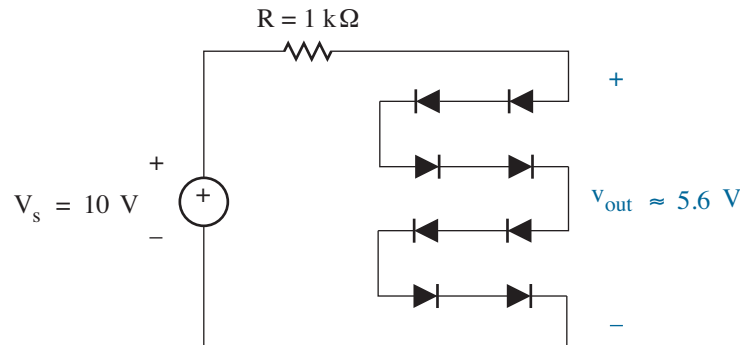 R = 1 kΩ
+
+
+
V_s = 10 V
v_out ≈ 5.6 V
–
–